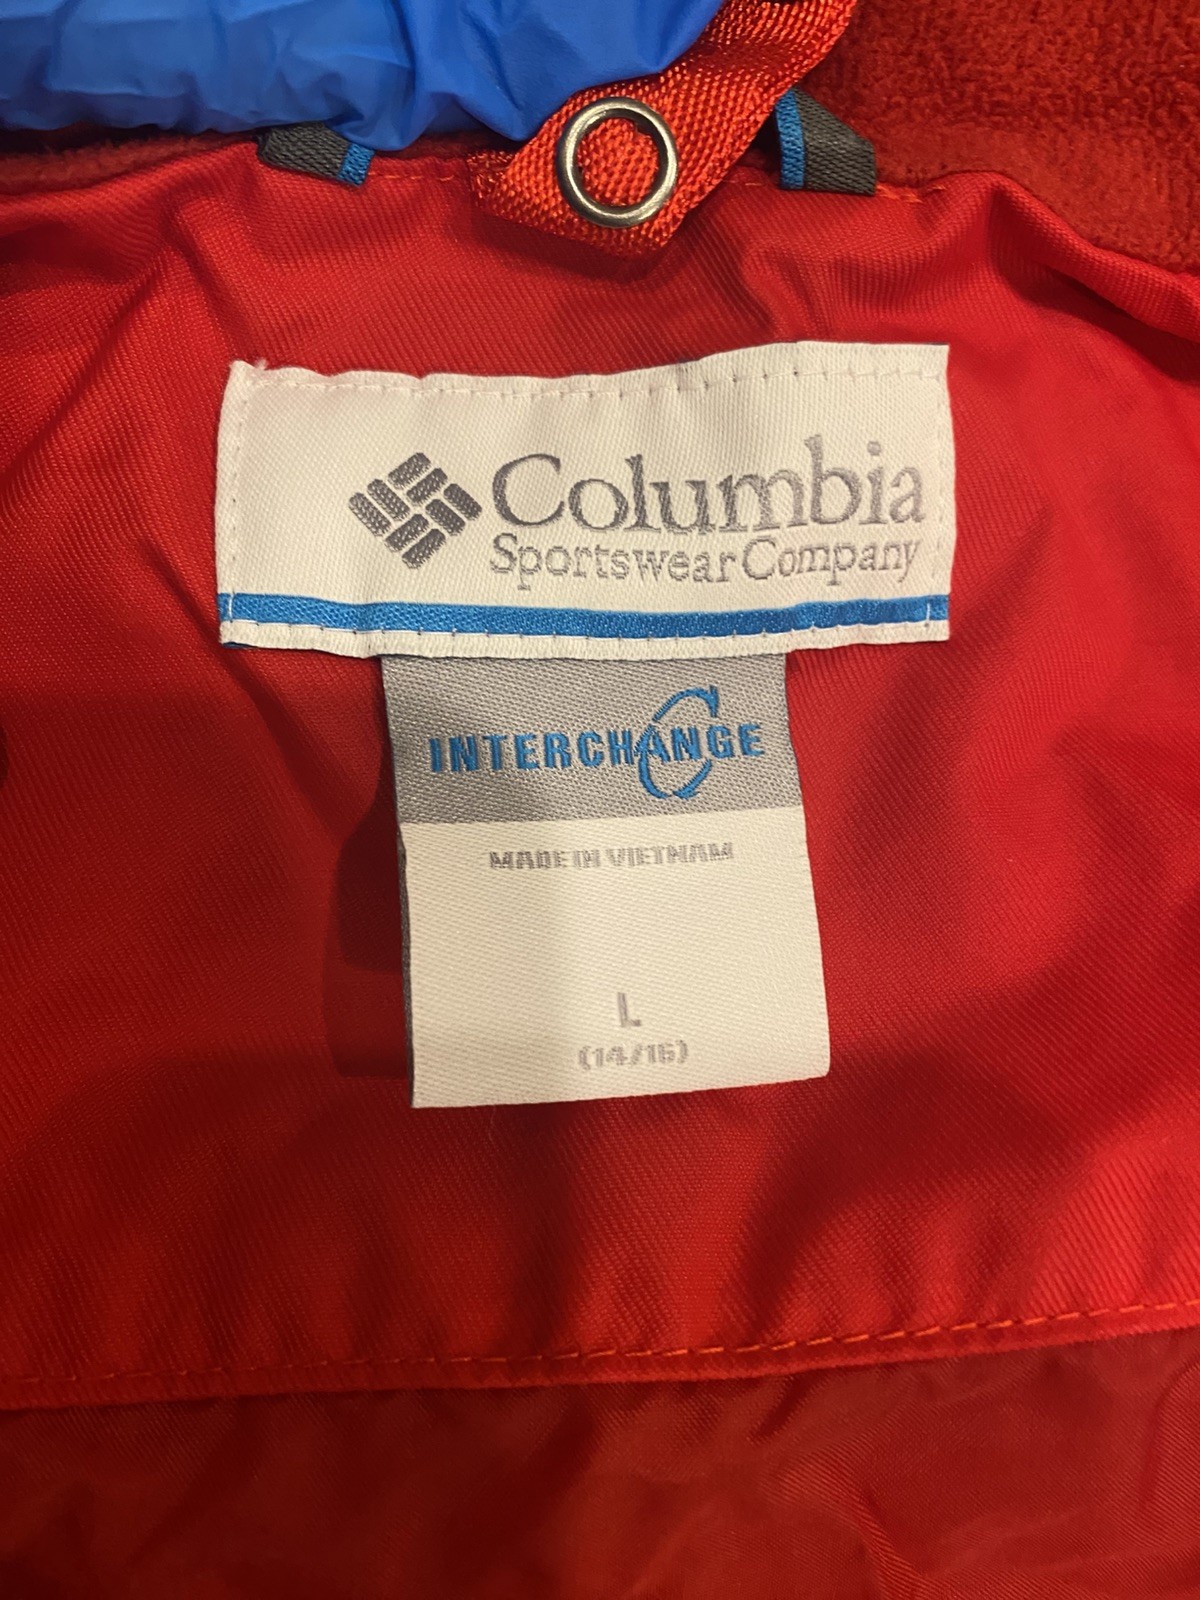 Columbia
Sportswear Company
INTERCHANGE
MADE IN VIETNAM
L
(14/16)